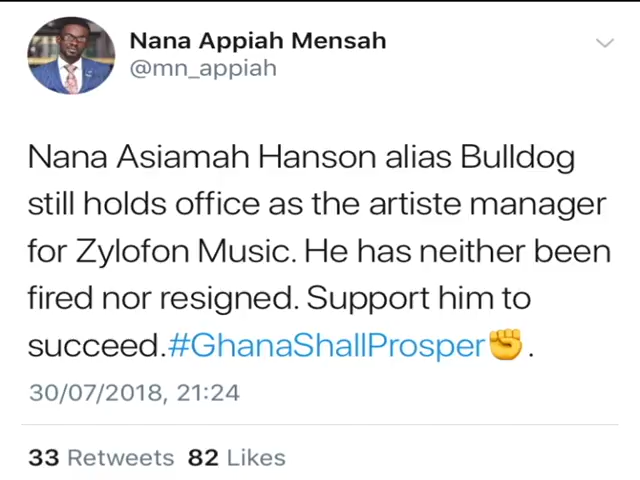 Nana Appiah Mensah
@mn_appiah
Nana Asiamah Hanson alias Bulldog
still holds office as the artiste manager
for Zylofon Music. He has neither been
fired nor resigned. Support him to
succeed.#GhanaShallProsper✊.
30/07/2018, 21:24
33 Retweets 82 Likes